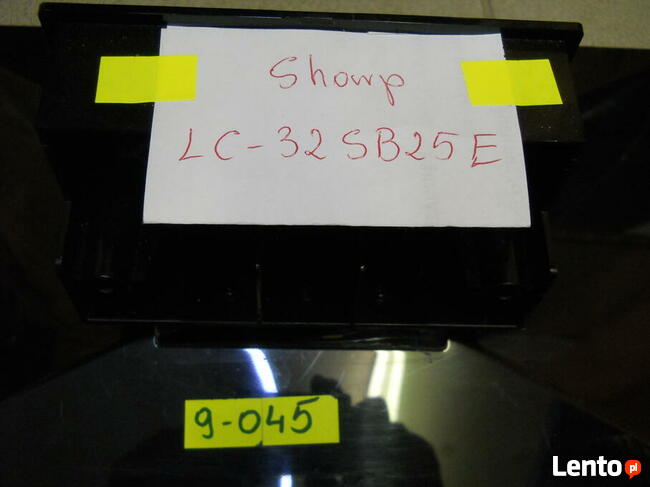 Sharp
LC-32SB25E
9-045
Lento.pl